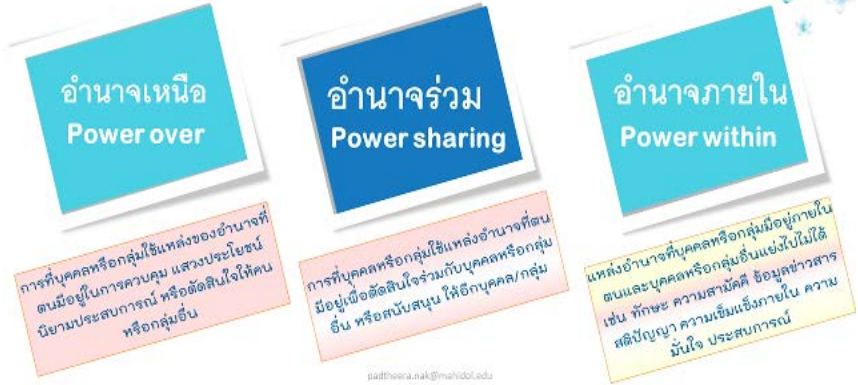 อำนาจเหนือ
Power over
อำนาจร่วม
Power sharing
อำนาจภายใน
Power within
การที่บุคคลหรือกลุ่มใช้แหล่งของอำนาจที่
ตนมีอยู่ในการควบคุม แสวงประโยชน์
นิยามประสบการณ์ หรือตัดสินใจให้คน
หรือกลุ่มอื่น
การที่บุคคลหรือกลุ่มใช้แหล่งอำนาจที่ตน
มีอยู่เพื่อตัดสินใจร่วมกับบุคคลหรือกลุ่ม
อื่น หรือสนับสนุน ให้อีกบุคคล/กลุ่ม
แหล่งอำนาจที่บุคคลหรือกลุ่มมีอยู่ภายใน
ตนและบุคคลหรือกลุ่มอื่นแย่งไปไม่ได้
เช่น ทักษะ ความสามัคคี ข้อมูลข่าวสาร
สติปัญญา ความเข้มแข็งภายใน ความ
มั่นใจ ประสบการณ์
padtheera.nak@mahidol.edu